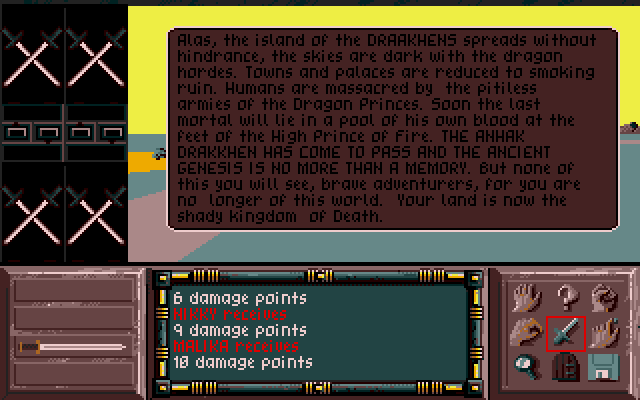 Alas, the island of the DRAAKHENS spreads without
hindrance, the skies are dark with the dragon
hordes. Towns and palaces are reduced to smoking
ruin. Humans are massacred by the pitiless
armies of the Dragon Princes. Soon the last
mortal will lie in a pool of his own blood at the
feet of the High Prince of Fire. THE ANHAK
DRAKKHEN HAS COME TO PASS AND THE ANCIENT
GENESIS IS NO MORE THAN A MEMORY. But none of
this you will see, brave adventurers, for you are
no longer of this world. Your land is now the
shady kingdom of Death.
6 damage points
NIKKY receives
9 damage points
MALIKA receives
10 damage points